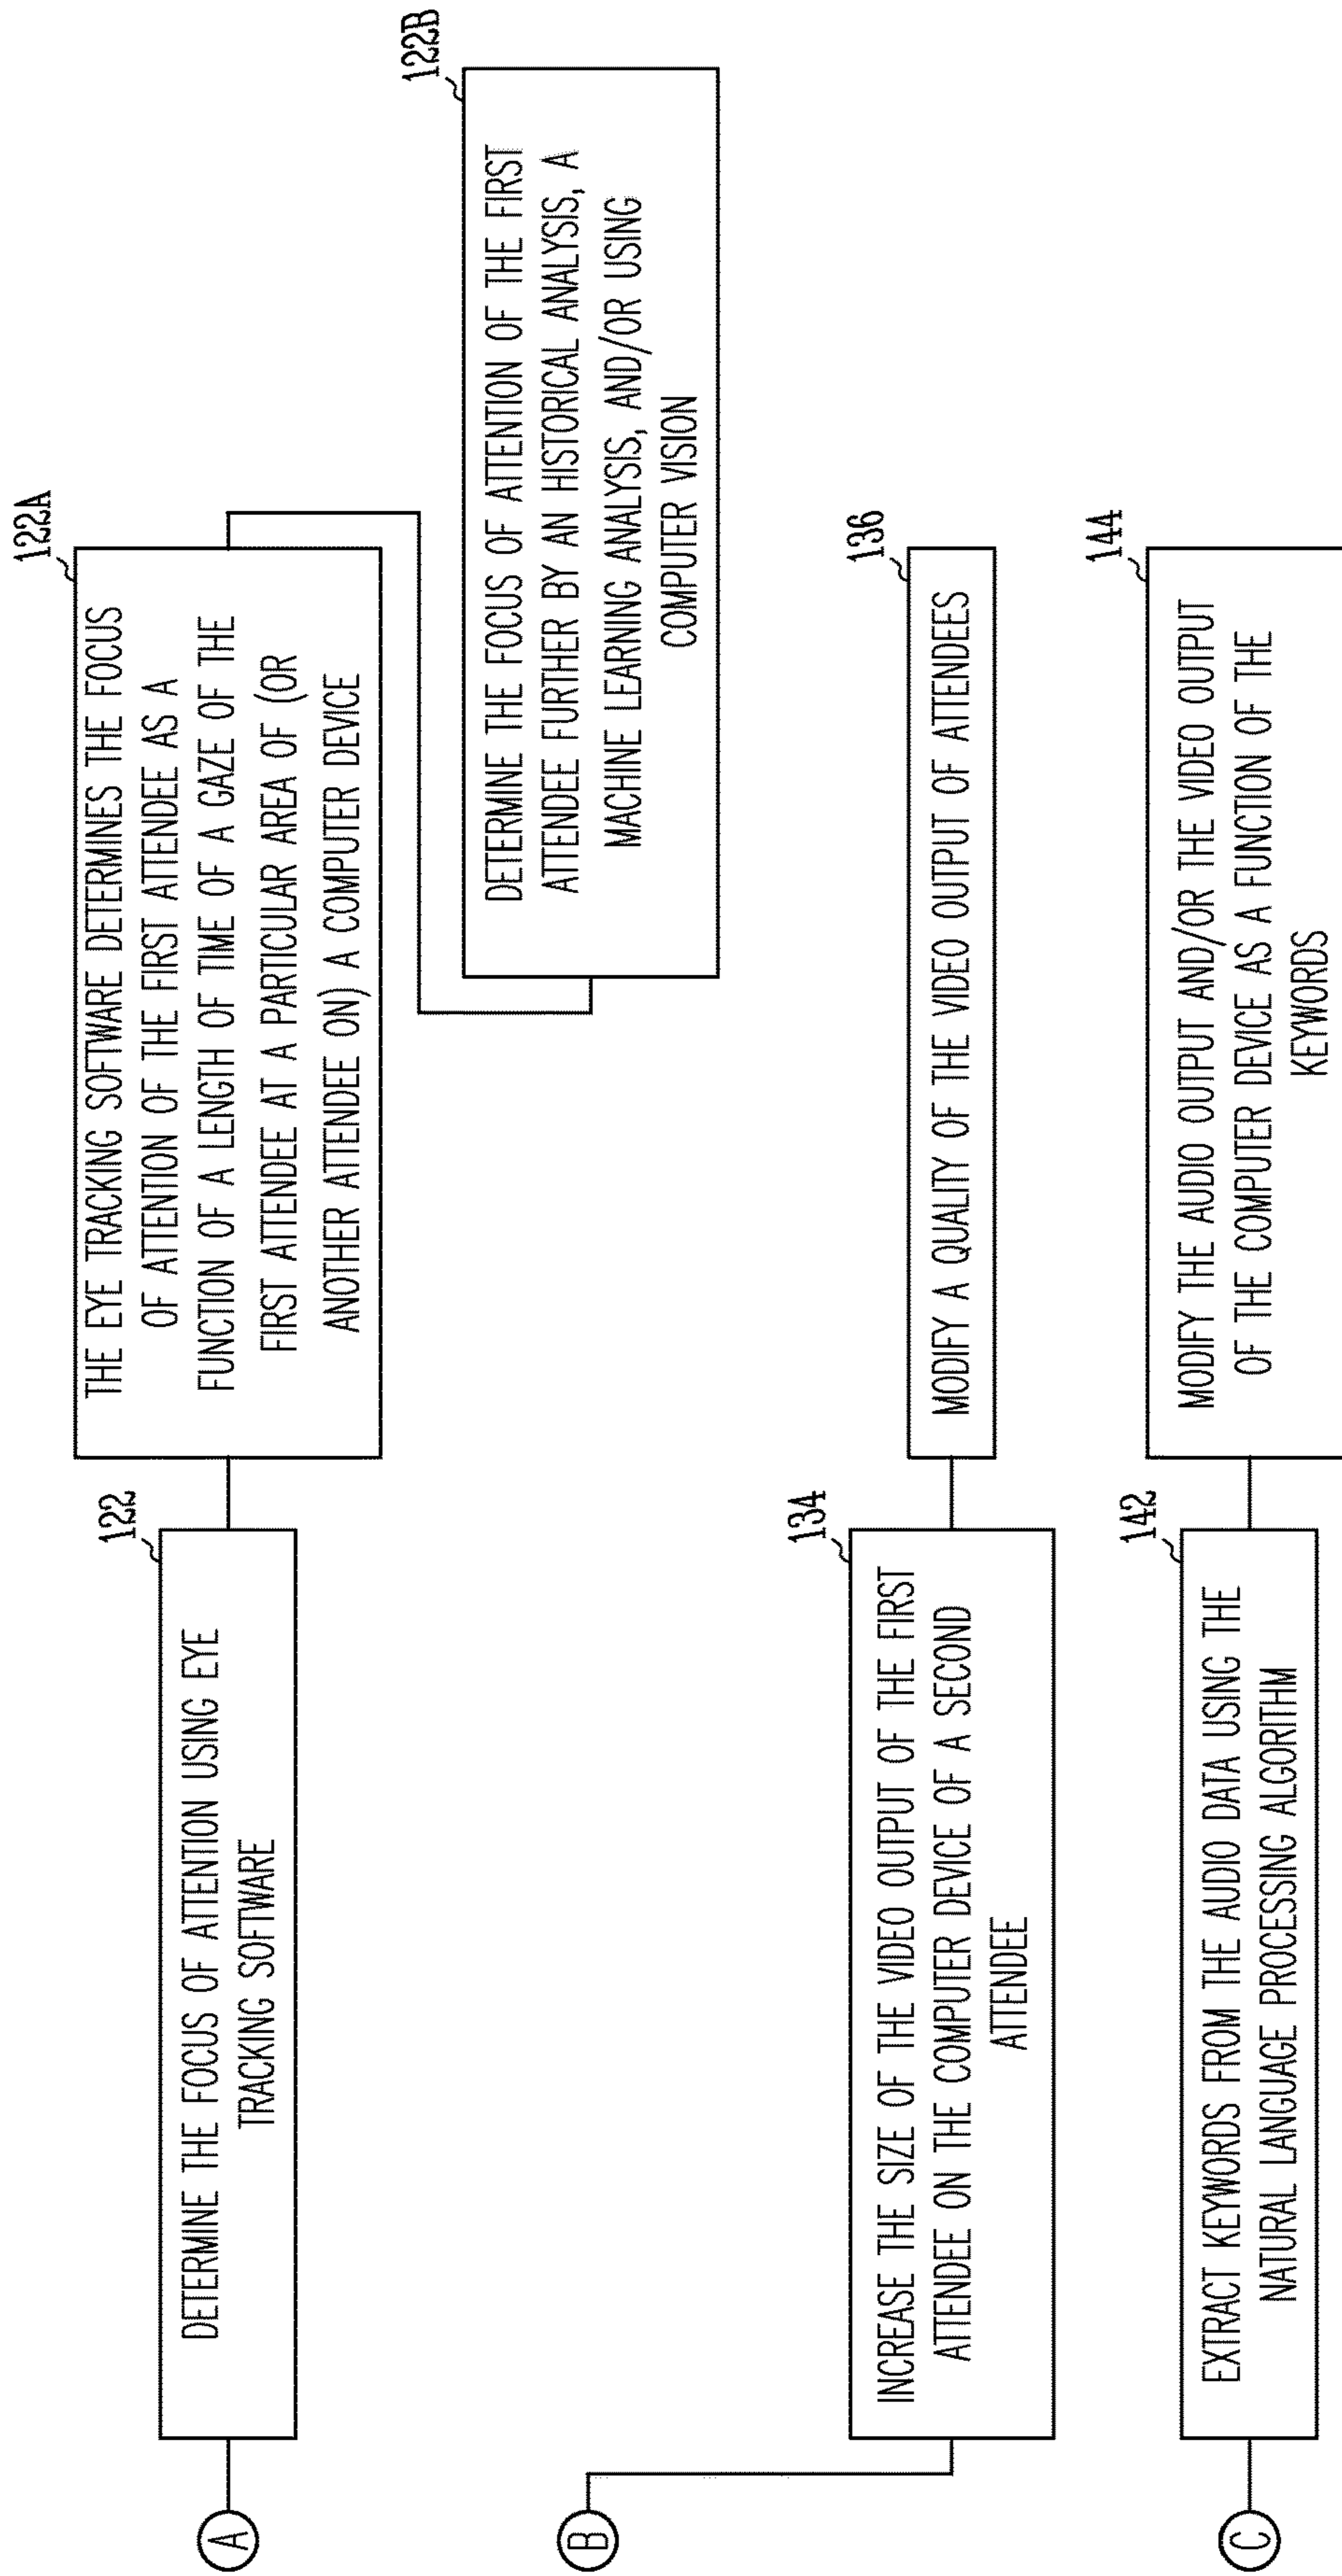 A
122
DETERMINE THE FOCUS OF ATTENTION USING EYE
TRACKING SOFTWARE
122A
THE EYE TRACKING SOFTWARE DETERMINES THE FOCUS
OF ATTENTION OF THE FIRST ATTENDEE AS A
FUNCTION OF A LENGTH OF TIME OF A GAZE OF THE
FIRST ATTENDEE AT A PARTICULAR AREA OF (OR
ANOTHER ATTENDEE ON) A COMPUTER DEVICE
122B
DETERMINE THE FOCUS OF ATTENTION OF THE FIRST
ATTENDEE FURTHER BY AN HISTORICAL ANALYSIS, A
MACHINE LEARNING ANALYSIS, AND/OR USING
COMPUTER VISION
B
134
INCREASE THE SIZE OF THE VIDEO OUTPUT OF THE FIRST
ATTENDEE ON THE COMPUTER DEVICE OF A SECOND
ATTENDEE
136
MODIFY A QUALITY OF THE VIDEO OUTPUT OF ATTENDEES
C
142
EXTRACT KEYWORDS FROM THE AUDIO DATA USING THE
NATURAL LANGUAGE PROCESSING ALGORITHM
144
MODIFY THE AUDIO OUTPUT AND/OR THE VIDEO OUTPUT
OF THE COMPUTER DEVICE AS A FUNCTION OF THE
KEYWORDS